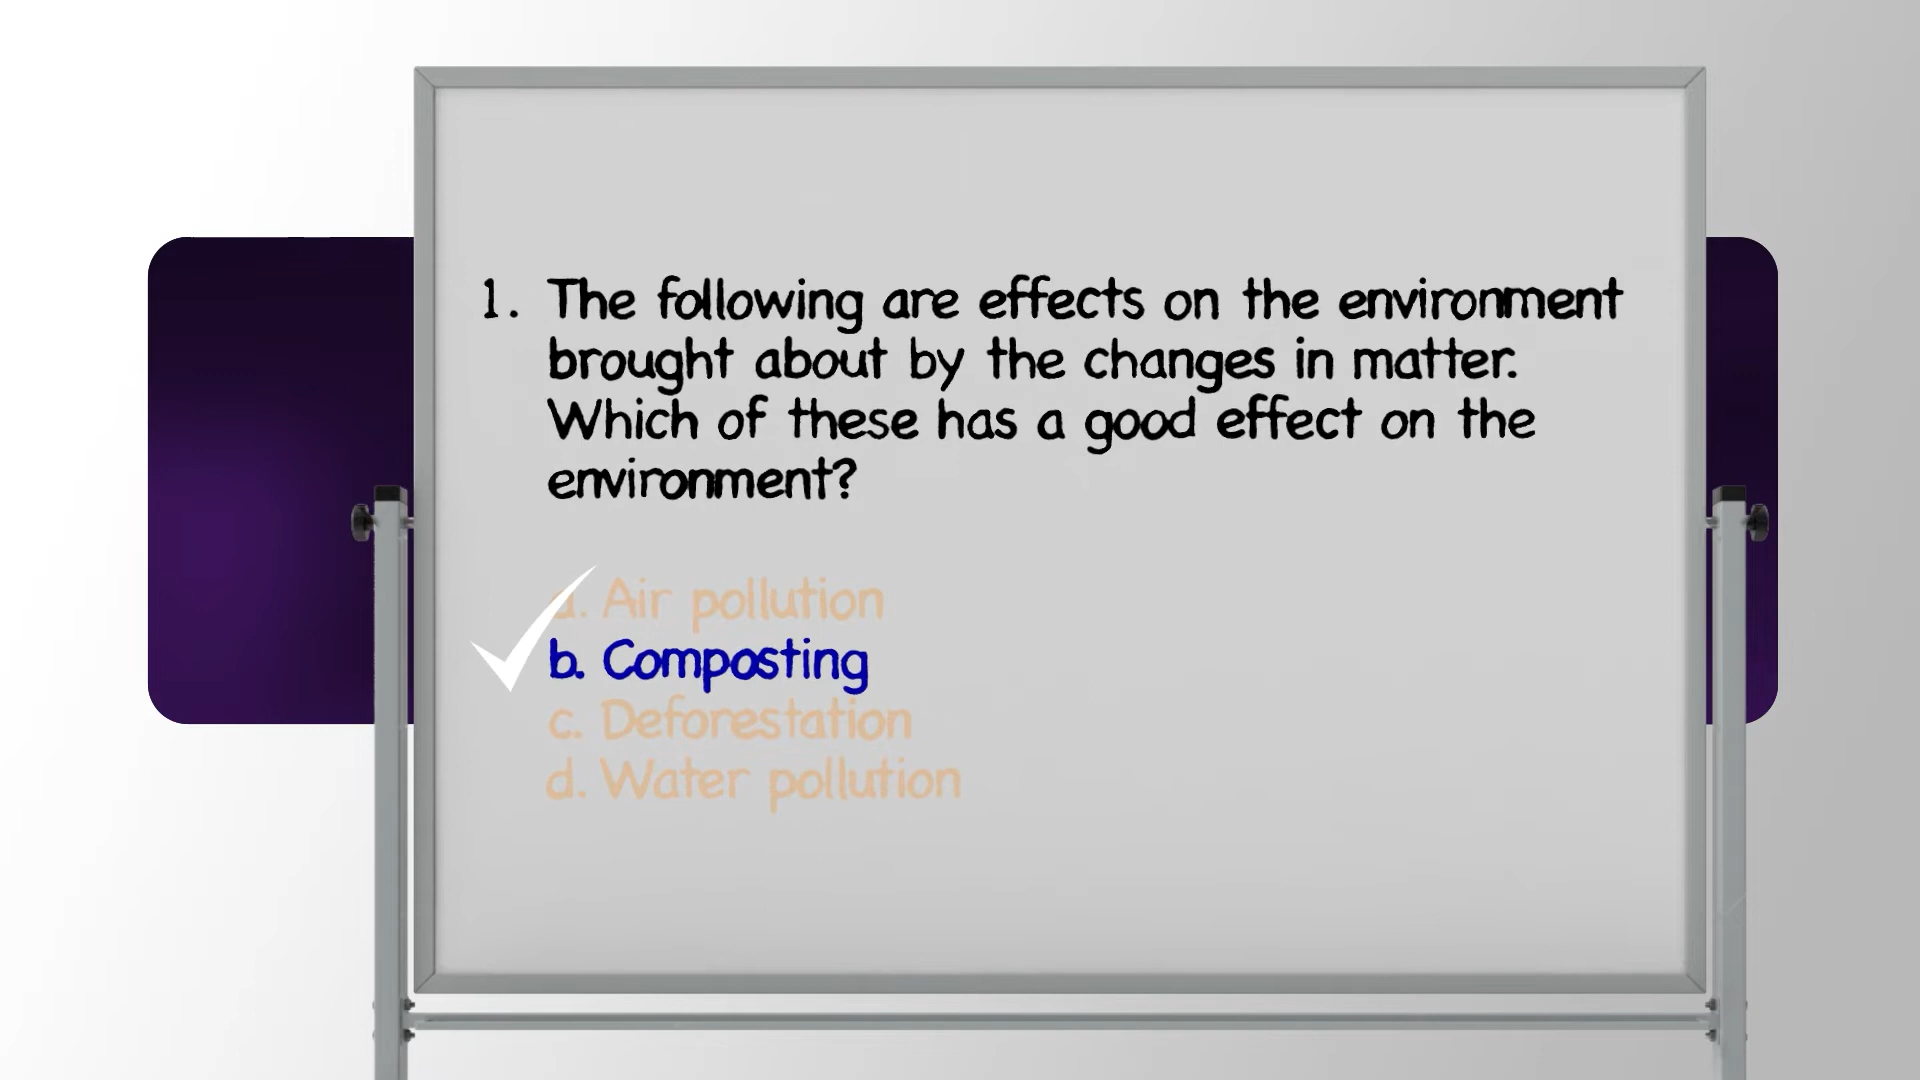 1. The following are effects on the environment
brought about by the changes in matter.
Which of these has a good effect on the
environment?
a. Air pollution
b. Composting
c. Deforestation
d. Water pollution